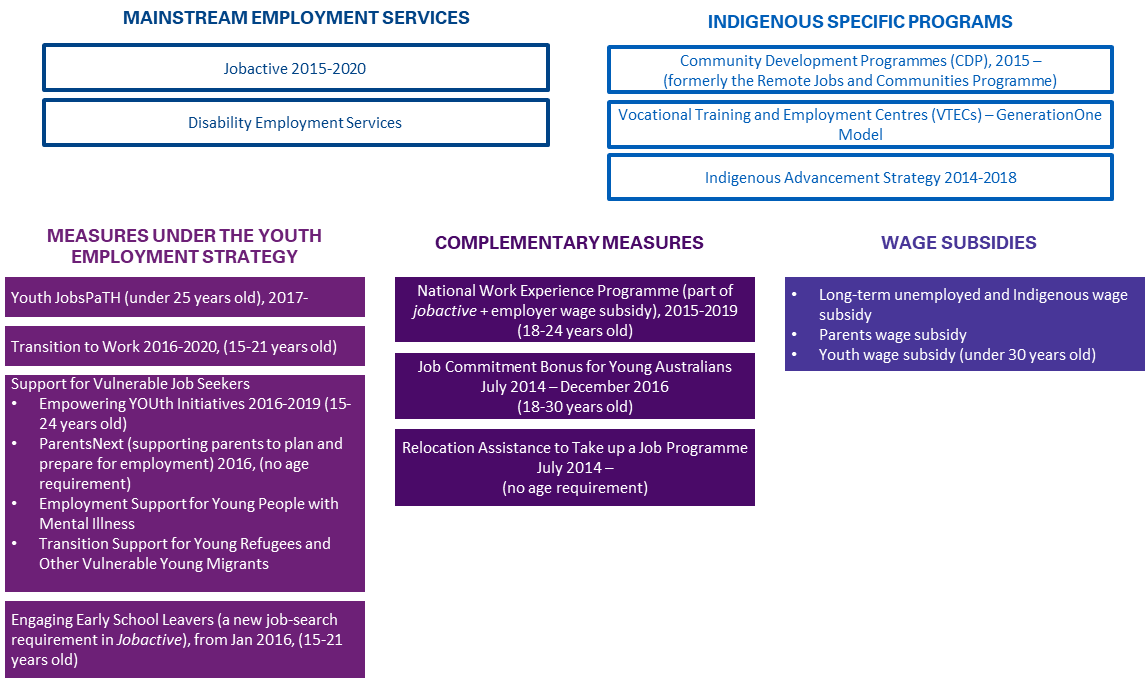 MAINSTREAM EMPLOYMENT SERVICES
Jobactive 2015-2020
Disability Employment Services
INDIGENOUS SPECIFIC PROGRAMS
Community Development Programmes (CDP), 2015 –
(formerly the Remote Jobs and Communities Programme)
Vocational Training and Employment Centres (VTECs) – GenerationOne
Model
Indigenous Advancement Strategy 2014-2018
MEASURES UNDER THE YOUTH
EMPLOYMENT STRATEGY
Youth JobsPaTH (under 25 years old), 2017-
Transition to Work 2016-2020, (15-21 years old)
Support for Vulnerable Job Seekers
• Empowering YOUth Initiatives 2016-2019 (15-
24 years old)
• ParentsNext (supporting parents to plan and
prepare for employment) 2016, (no age
requirement)
• Employment Support for Young People with
Mental Illness
• Transition Support for Young Refugees and
Other Vulnerable Young Migrants
Engaging Early School Leavers (a new job-search
requirement in Jobactive), from Jan 2016, (15-21
years old)
COMPLEMENTARY MEASURES
National Work Experience Programme (part of
jobactive + employer wage subsidy), 2015-2019
(18-24 years old)
Job Commitment Bonus for Young Australians
July 2014 – December 2016
(18-30 years old)
Relocation Assistance to Take up a Job Programme
July 2014 –
(no age requirement)
WAGE SUBSIDIES
• Long-term unemployed and Indigenous wage
subsidy
• Parents wage subsidy
• Youth wage subsidy (under 30 years old)